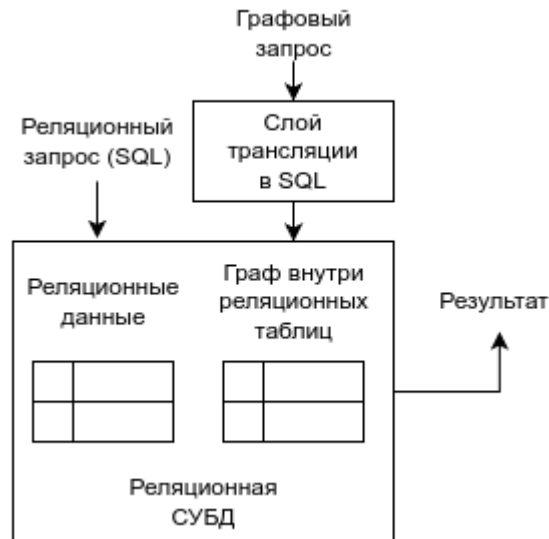 Графовый
запрос
Слой
трансляции
в SQL
Реляционный
запрос (SQL)
Реляционные
данные
Граф внутри
реляционных
таблиц
Результат
Реляционная
СУБД